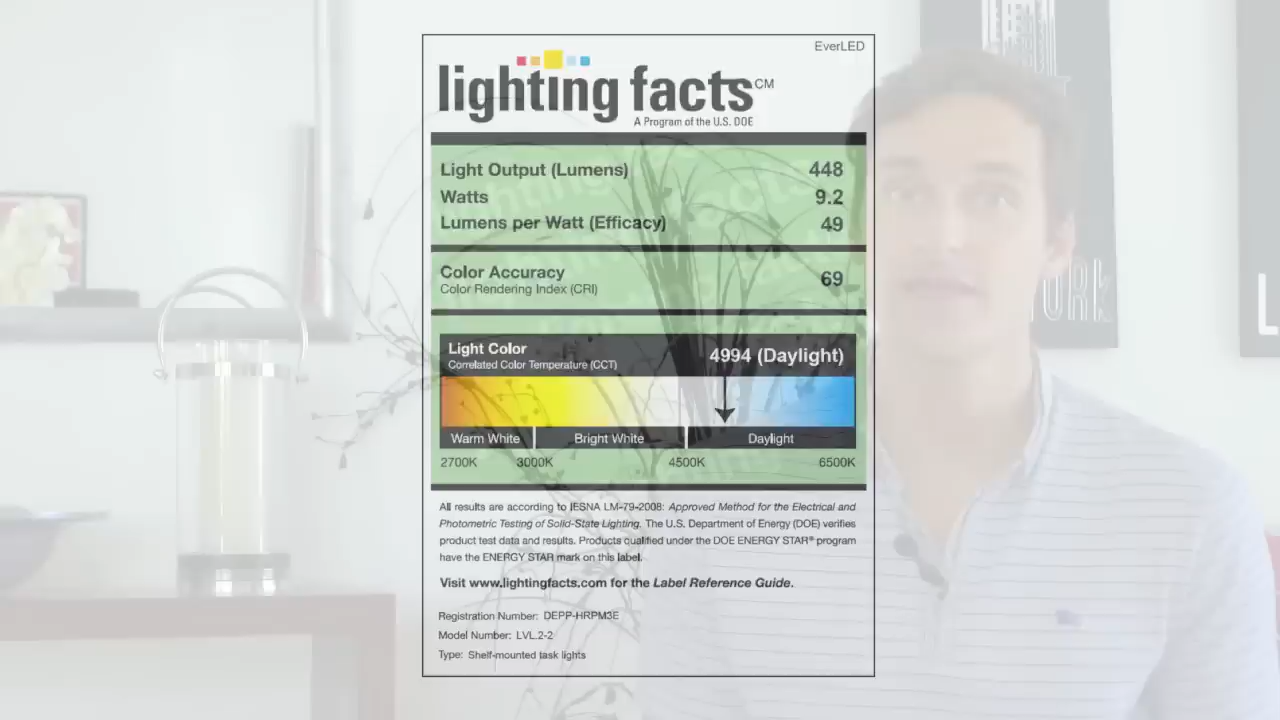 EverLED
lighting facts CM
A Program of the U.S. DOE
Light Output (Lumens) 448
Watts 9.2
Lumens per Watt (Efficacy) 49
Color Accuracy 69
Color Rendering Index (CRI)
Light Color 4994 (Daylight)
Correlated Color Temperature (CCT)
Warm White Bright White Daylight
2700K 3000K 4500K 6500K
All results are according to IESNA LM-79-2008: Approved Method for the Electrical and
Photometric Testing of Solid-State Lighting. The U.S. Department of Energy (DOE) verifies
product test data and results. Products qualified under the DOE ENERGY STAR® program
have the ENERGY STAR mark on this label.
Visit www.lightingfacts.com for the Label Reference Guide.
Registration Number: DEPP-HRPM3E
Model Number: LVL.2-2
Type: Shelf-mounted task lights